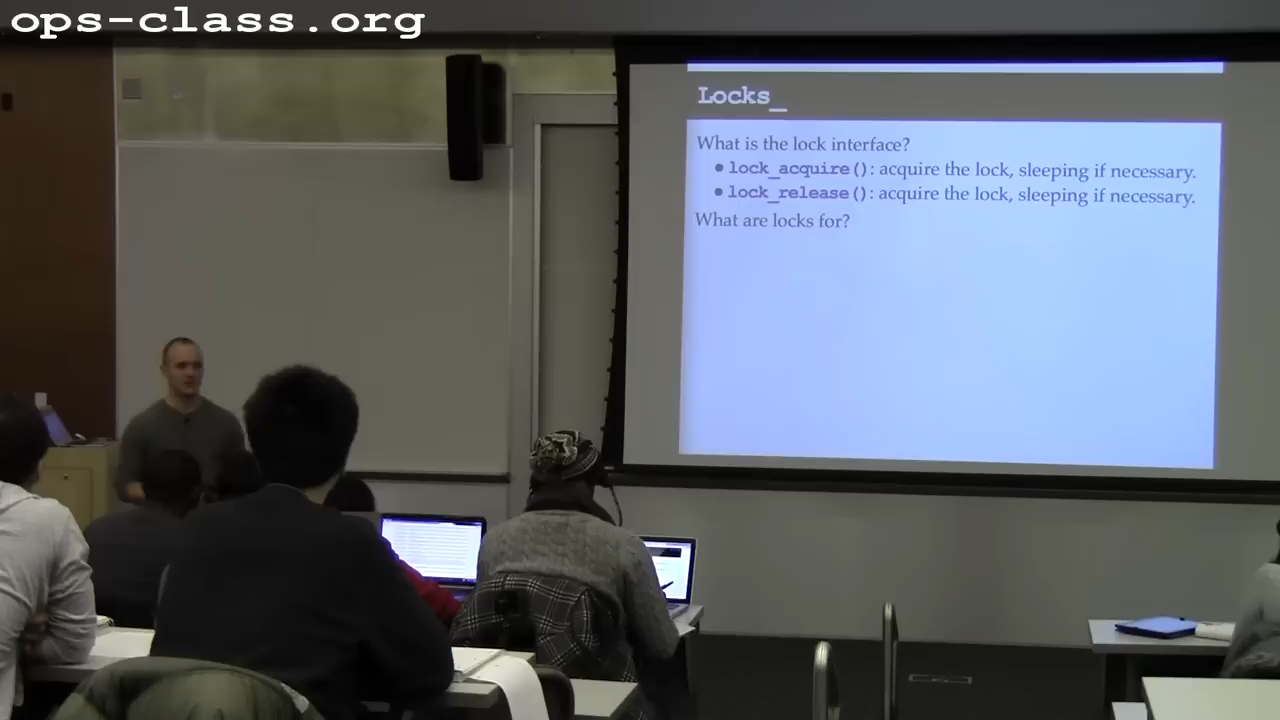 ops-class.org
Locks_
What is the lock interface?
• lock_acquire(): acquire the lock, sleeping if necessary.
• lock_release(): acquire the lock, sleeping if necessary.
What are locks for?